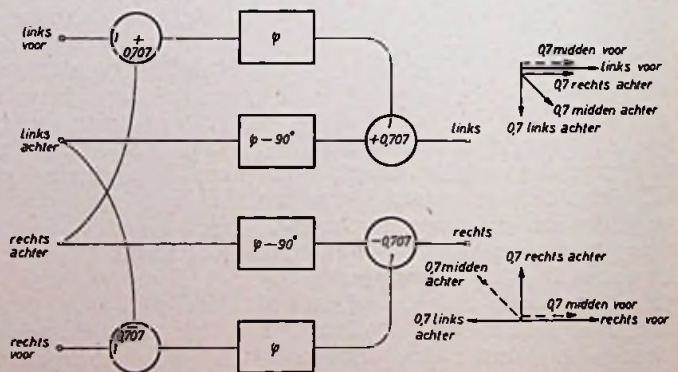 links
voor
1
+
0,707
φ
links
achter
φ – 90°
+0,707
links
rechts
achter
φ–90°
–0,707
rechts
rechts
voor
1
–
0,707
φ
0,7 midden voor
links
voor
0,7 rechts achter
0,7 midden achter
0,7 links achter
0,7 midden
achter
0,7 rechts achter
0,7 links
achter
0,7 midden voor
rechts voor